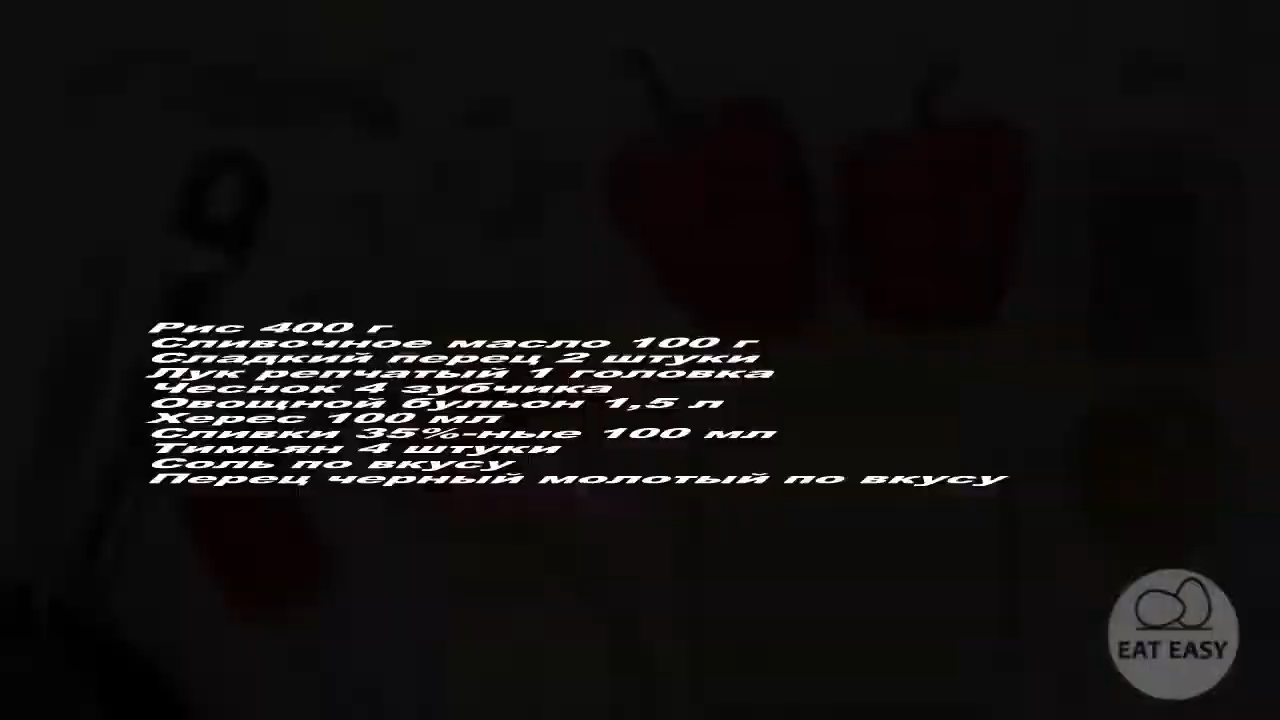 Рис 400 г
Сливочное масло 100 г
Сладкий перец 2 штуки
Лук репчатый 1 головка
Чеснок 4 зубчика
Овощной бульон 1,5 л
Херес 100 мл
Сливки 35%-ные 100 мл
Тимьян 4 штуки
Соль по вкусу
Перец черный молотый по вкусу
EAT EASY